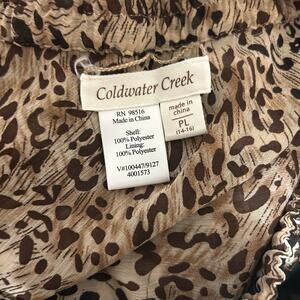 Coldwater Creek
RN 98516
Made in China
Shell:
100% Polyester
Lining:
100% Polyester
V#100447/9127
4001573
made in
china
PL
(14-16)